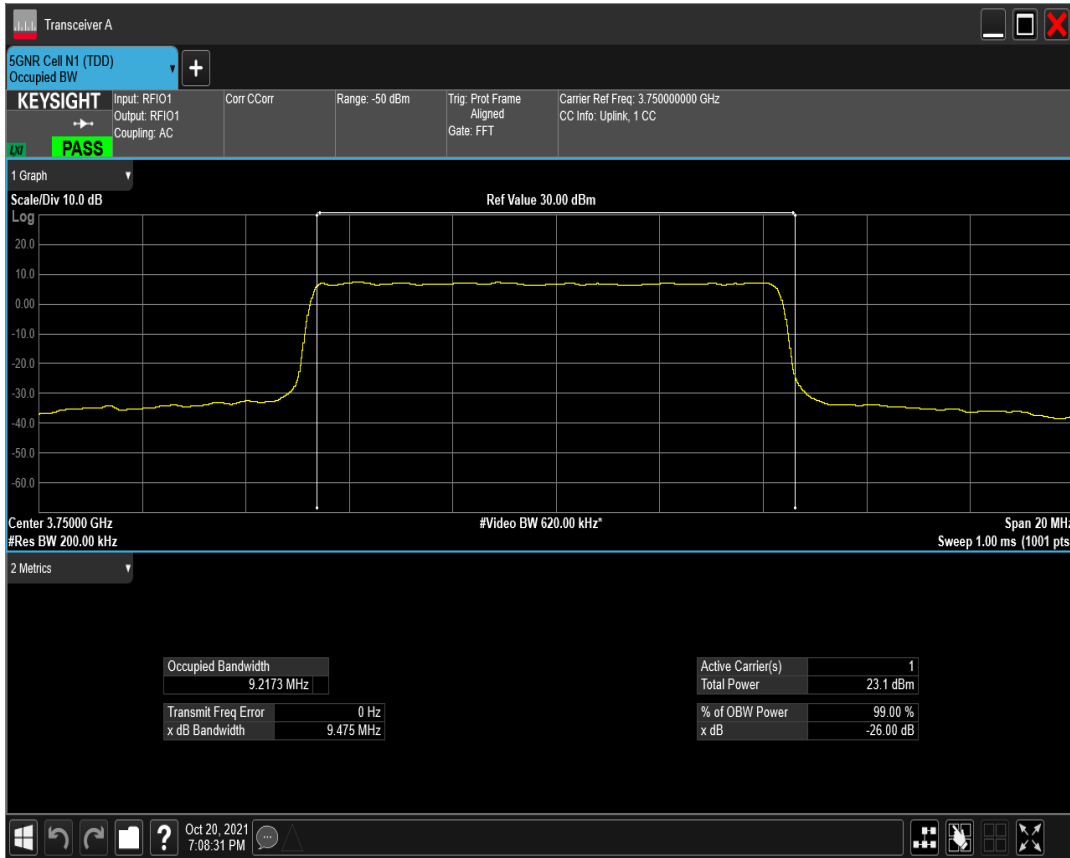 Transceiver A
5GNR Cell N1 (TDD)
Occupied BW
+
KEYSIGHT
LXI
PASS
Input: RFIO1
Output: RFIO1
Coupling: AC
Corr CCorr
Range: -50 dBm
Trig: Prot Frame
Aligned
Gate: FFT
Carrier Ref Freq: 3.750000000 GHz
CC Info: Uplink, 1 CC
1 Graph
Scale/Div 10.0 dB
Ref Value 30.00 dBm
Log
20.0
10.0
0.00
-10.0
-20.0
-30.0
-40.0
-50.0
-60.0
Center 3.75000 GHz
#Video BW 620.00 kHz*
Span 20 MHz
#Res BW 200.00 kHz
Sweep 1.00 ms (1001 pts
2 Metrics
Occupied Bandwidth
9.2173 MHz
Transmit Freq Error 0 Hz
x dB Bandwidth 9.475 MHz
Active Carrier(s) 1
Total Power 23.1 dBm
% of OBW Power 99.00 %
x dB -26.00 dB
?
Oct 20, 2021
7:08:31 PM